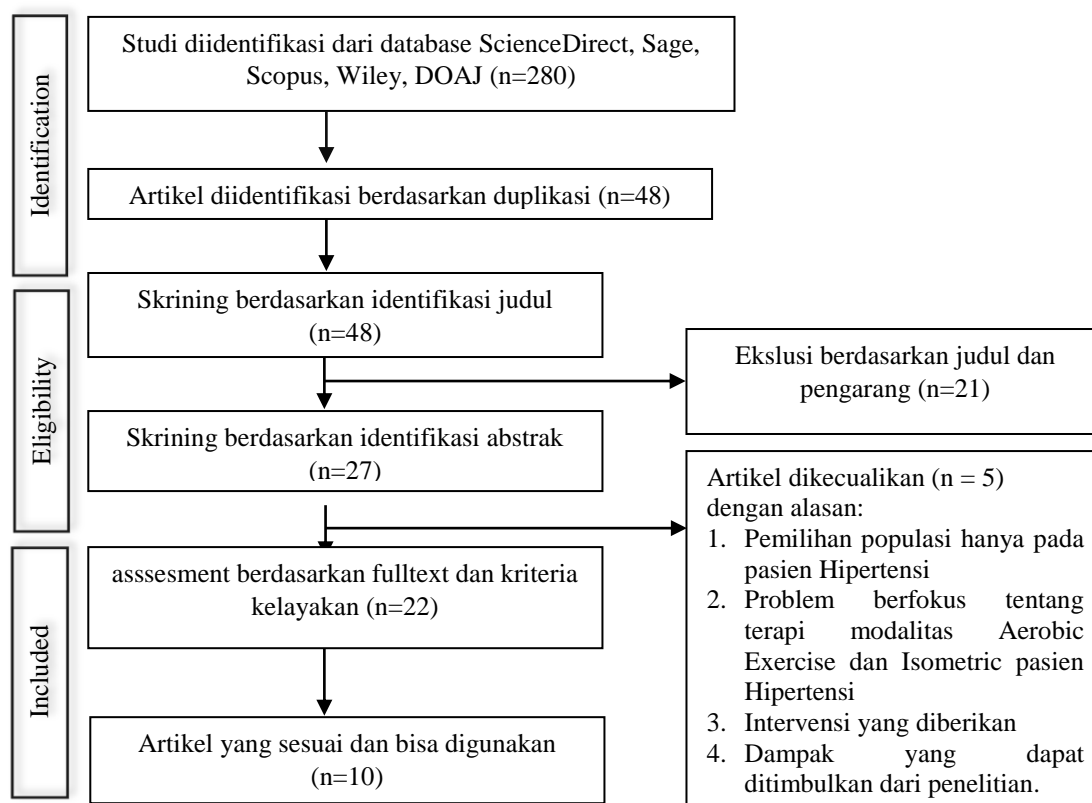 Identification
Studi diidentifikasi dari database ScienceDirect, Sage,
Scopus, Wiley, DOAJ (n=280)
Artikel diidentifikasi berdasarkan duplikasi (n=48)
Eligibility
Skrining berdasarkan identifikasi judul
(n=48)
Ekslusi berdasarkan judul dan
pengarang (n=21)
Skrining berdasarkan identifikasi abstrak
(n=27)
Artikel dikecualikan (n = 5)
dengan alasan:
1. Pemilihan populasi hanya pada
pasien Hipertensi
2. Problem berfokus tentang
terapi modalitas Aerobic
Exercise dan Isometric pasien
Hipertensi
3. Intervensi yang diberikan
4. Dampak yang dapat
ditimbulkan dari penelitian.
Included
asssesment berdasarkan fulltext dan kriteria
kelayakan (n=22)
Artikel yang sesuai dan bisa digunakan
(n=10)